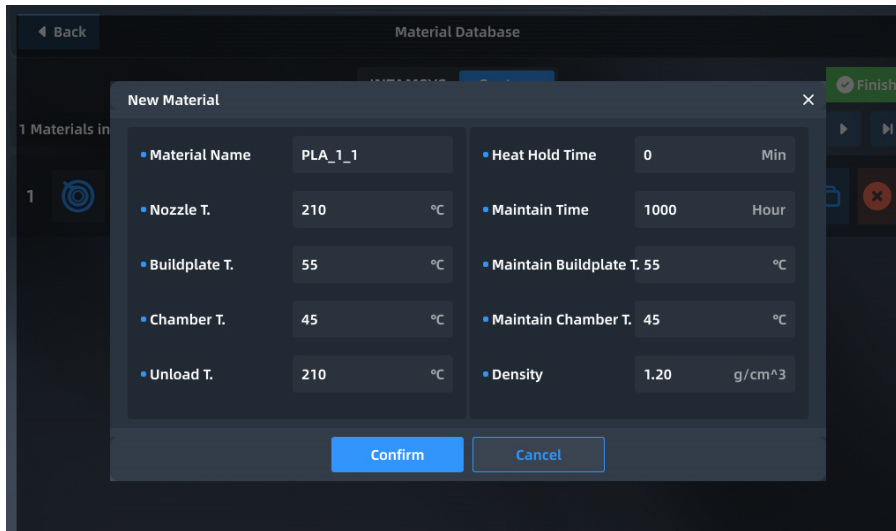 Back
Material Database
Finish
1 Materials in
New Material
Material Name PLA_1_1
Nozzle T. 210 °C
Buildplate T. 55 °C
Chamber T. 45 °C
Unload T. 210 °C
Heat Hold Time 0 Min
Maintain Time 1000 Hour
Maintain Buildplate T. 55 °C
Maintain Chamber T. 45 °C
Density 1.20 g/cm^3
1
Confirm Cancel